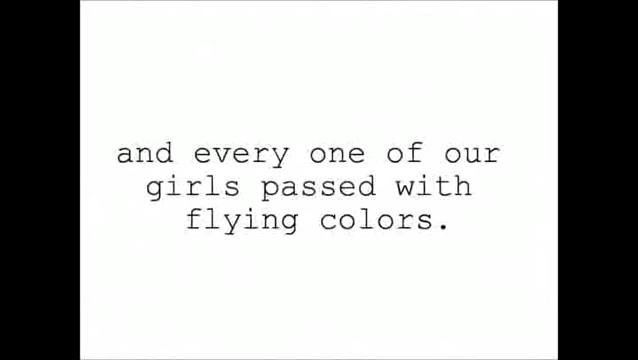 and every one of our
girls passed with
flying colors.